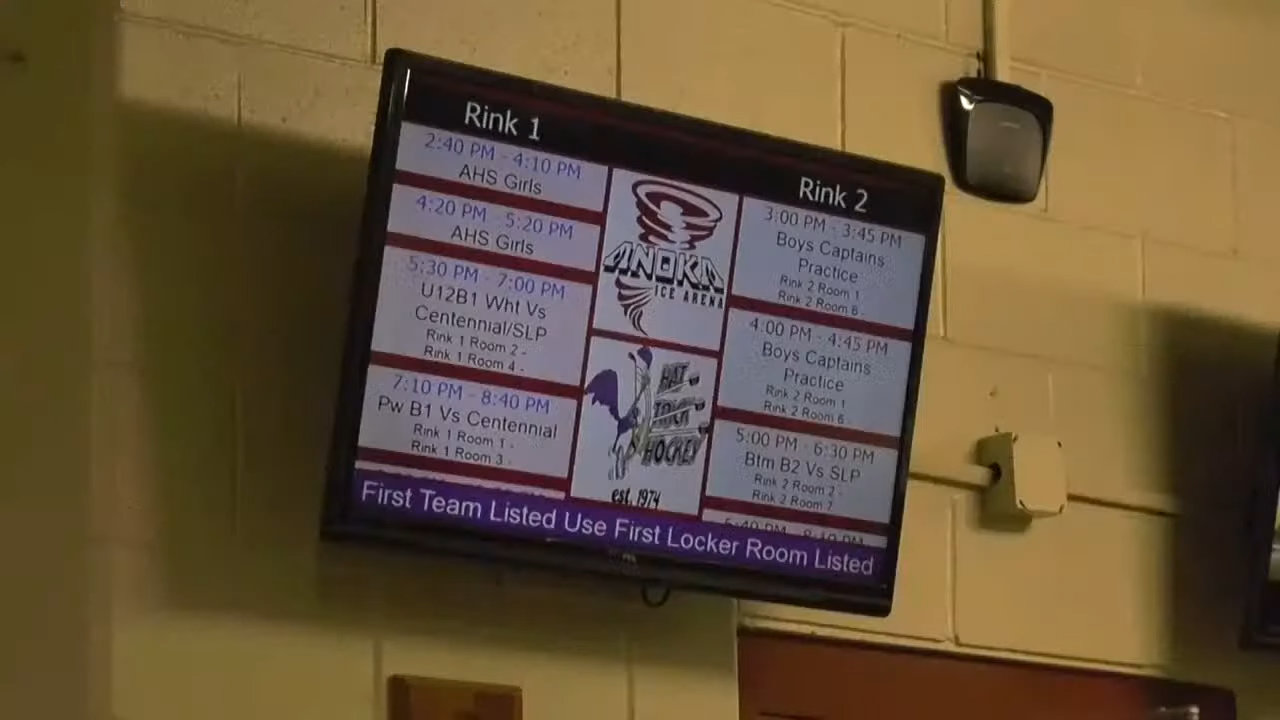 Rink 1
2:40 PM - 4:10 PM
AHS Girls
4:20 PM - 5:20 PM
AHS Girls
5:30 PM - 7:00 PM
U12B1 Wht Vs
Centennial/SLP
Rink 1 Room 2 -
Rink 1 Room 4 -
7:10 PM - 8:40 PM
Pw B1 Vs Centennial
Rink 1 Room 1 -
Rink 1 Room 3 -
ANOKA
ICE ARENA
HAT
TRICK
HOCKEY
est. 1974
Rink 2
3:00 PM - 3:45 PM
Boys Captains
Practice
Rink 2 Room 1
Rink 2 Room 6 -
4:00 PM - 4:45 PM
Boys Captains
Practice
Rink 2 Room 1
Rink 2 Room 6 -
5:00 PM - 6:30 PM
Btm B2 Vs SLP
Rink 2 Room 2 -
Rink 2 Room 7
First Team Listed Use First Locker Room Listed